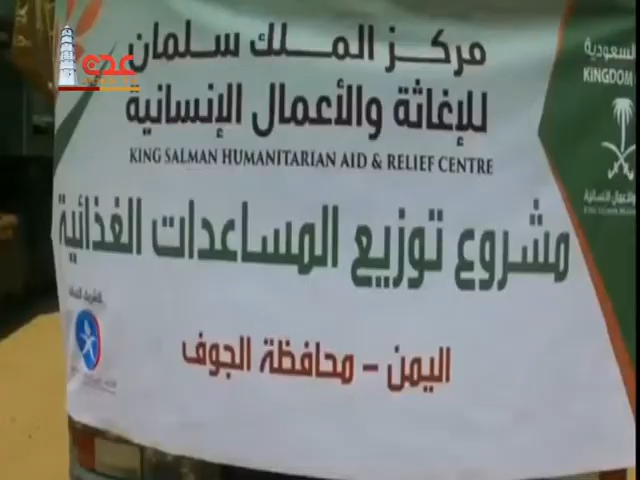 عدن
مركز الملك سلمان
للإغاثة والأعمال الإنسانية
KING SALMAN HUMANITARIAN AID & RELIEF CENTRE
مشروع توزيع المساعدات الغذائية
اليمن - محافظة الجوف
السعودية
KINGDOM